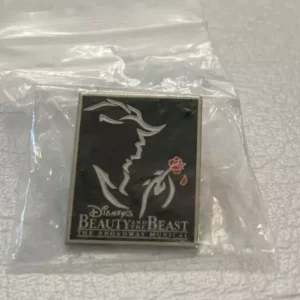 Disney's
BEAUTY AND THE BEAST
THE BROADWAY MUSICAL